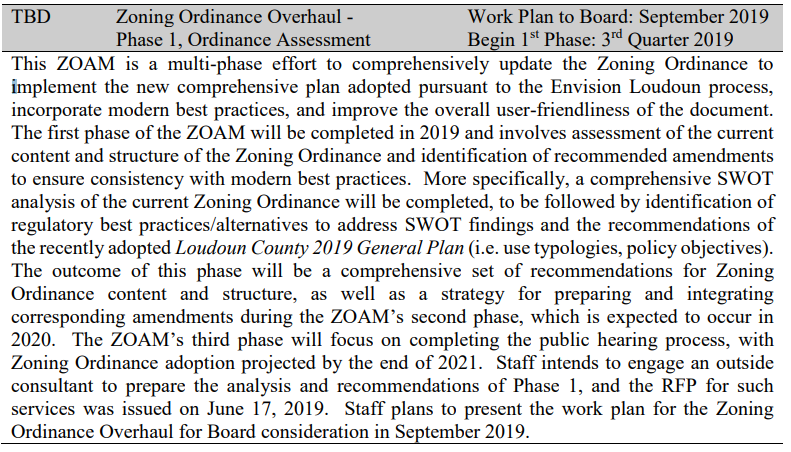 TBD Zoning Ordinance Overhaul - Work Plan to Board: September 2019
Phase 1, Ordinance Assessment Begin 1st Phase: 3rd Quarter 2019
This ZOAM is a multi-phase effort to comprehensively update the Zoning Ordinance to
implement the new comprehensive plan adopted pursuant to the Envision Loudoun process,
incorporate modern best practices, and improve the overall user-friendliness of the document.
The first phase of the ZOAM will be completed in 2019 and involves assessment of the current
content and structure of the Zoning Ordinance and identification of recommended amendments
to ensure consistency with modern best practices. More specifically, a comprehensive SWOT
analysis of the current Zoning Ordinance will be completed, to be followed by identification of
regulatory best practices/alternatives to address SWOT findings and the recommendations of
the recently adopted Loudoun County 2019 General Plan (i.e. use typologies, policy objectives).
The outcome of this phase will be a comprehensive set of recommendations for Zoning
Ordinance content and structure, as well as a strategy for preparing and integrating
corresponding amendments during the ZOAM's second phase, which is expected to occur in
2020. The ZOAM's third phase will focus on completing the public hearing process, with
Zoning Ordinance adoption projected by the end of 2021. Staff intends to engage an outside
consultant to prepare the analysis and recommendations of Phase 1, and the RFP for such
services was issued on June 17, 2019. Staff plans to present the work plan for the Zoning
Ordinance Overhaul for Board consideration in September 2019.